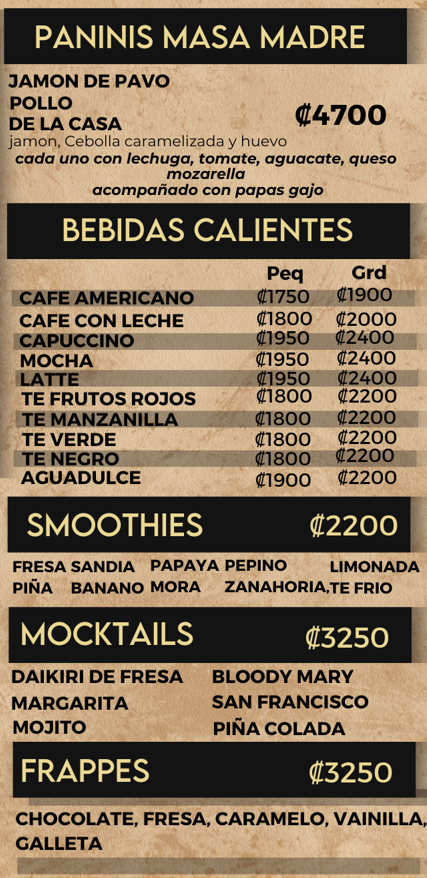 PANINIS MASA MADRE
JAMON DE PAVO
POLLO
DE LA CASA
₡4700
jamon, Cebolla caramelizada y huevo
cada uno con lechuga, tomate, aguacate, queso
mozarella
acompañado con papas gajo
BEBIDAS CALIENTES
Peq Grd
CAFE AMERICANO ₡1750 ₡1900
CAFE CON LECHE ₡1800 ₡2000
CAPUCCINO ₡1950 ₡2400
MOCHA ₡1950 ₡2400
LATTE ₡1950 ₡2400
TE FRUTOS ROJOS ₡1800 ₡2200
TE MANZANILLA ₡1800 ₡2200
TE VERDE ₡1800 ₡2200
TE NEGRO ₡1800 ₡2200
AGUADULCE ₡1900 ₡2200
SMOOTHIES ₡2200
FRESA SANDIA PAPAYA PEPINO LIMONADA
PIÑA BANANO MORA ZANAHORIA, TE FRIO
MOCKTAILS ₡3250
DAIKIRI DE FRESA BLOODY MARY
MARGARITA SAN FRANCISCO
MOJITO PIÑA COLADA
FRAPPES ₡3250
CHOCOLATE, FRESA, CARAMELO, VAINILLA,
GALLETA